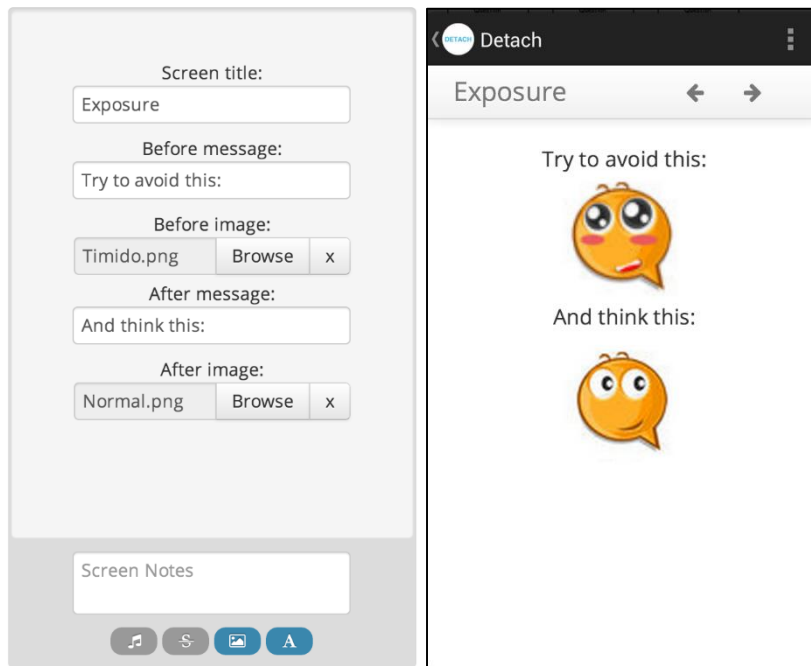 Screen title:
Exposure
Before message:
Try to avoid this:
Before image:
Timido.png Browse x
After message:
And think this:
After image:
Normal.png Browse x
Screen Notes
S A
DETACH Detach
Exposure
Try to avoid this:
And think this: